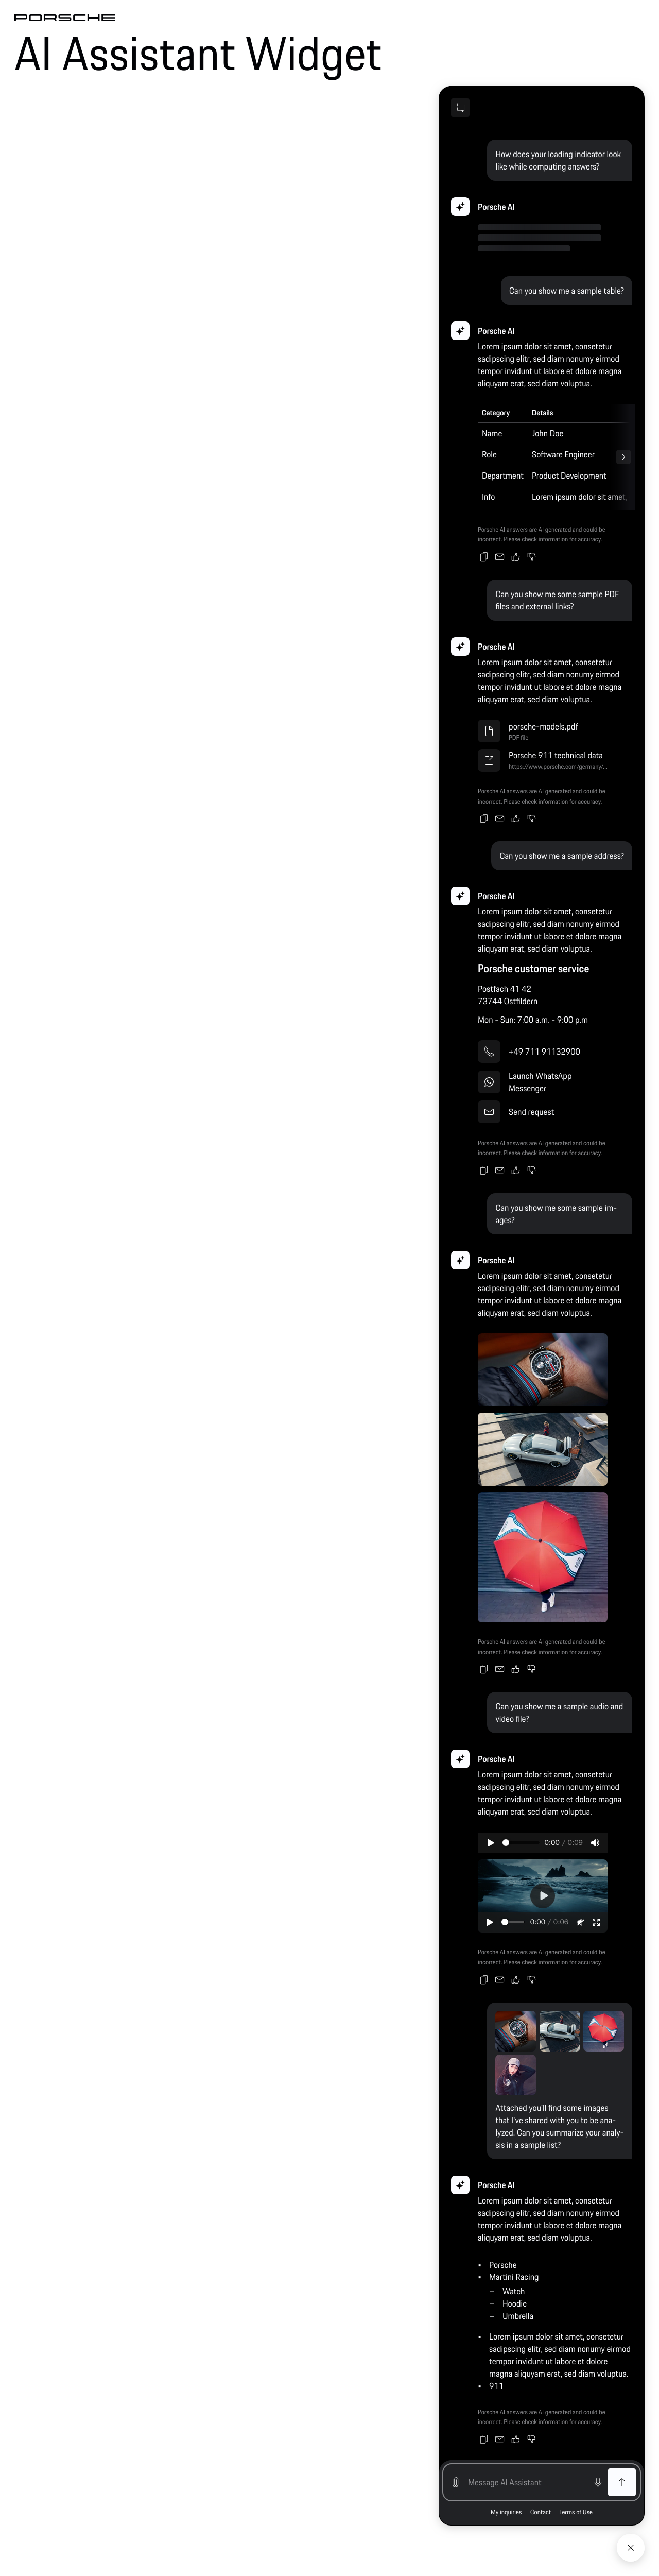 PORSCHE
AI Assistant Widget
How does your loading indicator look
like while computing answers?
Porsche AI
Can you show me a sample table?
Porsche AI
Lorem ipsum dolor sit amet, consetetur
sadipscing elitr, sed diam nonumy eirmod
tempor invidunt ut labore et dolore magna
aliquyam erat, sed diam voluptua.
Category Details
Name John Doe
Role Software Engineer
Department Product Development
Info Lorem ipsum dolor sit amet,
Porsche AI answers are AI generated and could be
incorrect. Please check information for accuracy.
Can you show me some sample PDF
files and external links?
Porsche AI
Lorem ipsum dolor sit amet, consetetur
sadipscing elitr, sed diam nonumy eirmod
tempor invidunt ut labore et dolore magna
aliquyam erat, sed diam voluptua.
porsche-models.pdf
PDF file
Porsche 911 technical data
https://www.porsche.com/germany/...
Porsche AI answers are AI generated and could be
incorrect. Please check information for accuracy.
Can you show me a sample address?
Porsche AI
Lorem ipsum dolor sit amet, consetetur
sadipscing elitr, sed diam nonumy eirmod
tempor invidunt ut labore et dolore magna
aliquyam erat, sed diam voluptua.
Porsche customer service
Postfach 41 42
73744 Ostfildern
Mon - Sun: 7:00 a.m. - 9:00 p.m
+49 711 91132900
Launch WhatsApp
Messenger
Send request
Porsche AI answers are AI generated and could be
incorrect. Please check information for accuracy.
Can you show me some sample im-
ages?
Porsche AI
Lorem ipsum dolor sit amet, consetetur
sadipscing elitr, sed diam nonumy eirmod
tempor invidunt ut labore et dolore magna
aliquyam erat, sed diam voluptua.
Porsche AI answers are AI generated and could be
incorrect. Please check information for accuracy.
Can you show me a sample audio and
video file?
Porsche AI
Lorem ipsum dolor sit amet, consetetur
sadipscing elitr, sed diam nonumy eirmod
tempor invidunt ut labore et dolore magna
aliquyam erat, sed diam voluptua.
0:00 / 0:09
0:00 / 0:06
Porsche AI answers are AI generated and could be
incorrect. Please check information for accuracy.
Attached you'll find some images
that I've shared with you to be ana-
lyzed. Can you summarize your analy-
sis in a sample list?
Porsche AI
Lorem ipsum dolor sit amet, consetetur
sadipscing elitr, sed diam nonumy eirmod
tempor invidunt ut labore et dolore magna
aliquyam erat, sed diam voluptua.
• Porsche
• Martini Racing
– Watch
– Hoodie
– Umbrella
• Lorem ipsum dolor sit amet, consetetur
sadipscing elitr, sed diam nonumy eirmod
tempor invidunt ut labore et dolore
magna aliquyam erat, sed diam voluptua.
• 911
Porsche AI answers are AI generated and could be
incorrect. Please check information for accuracy.
Message AI Assistant
My inquiries Contact Terms of Use